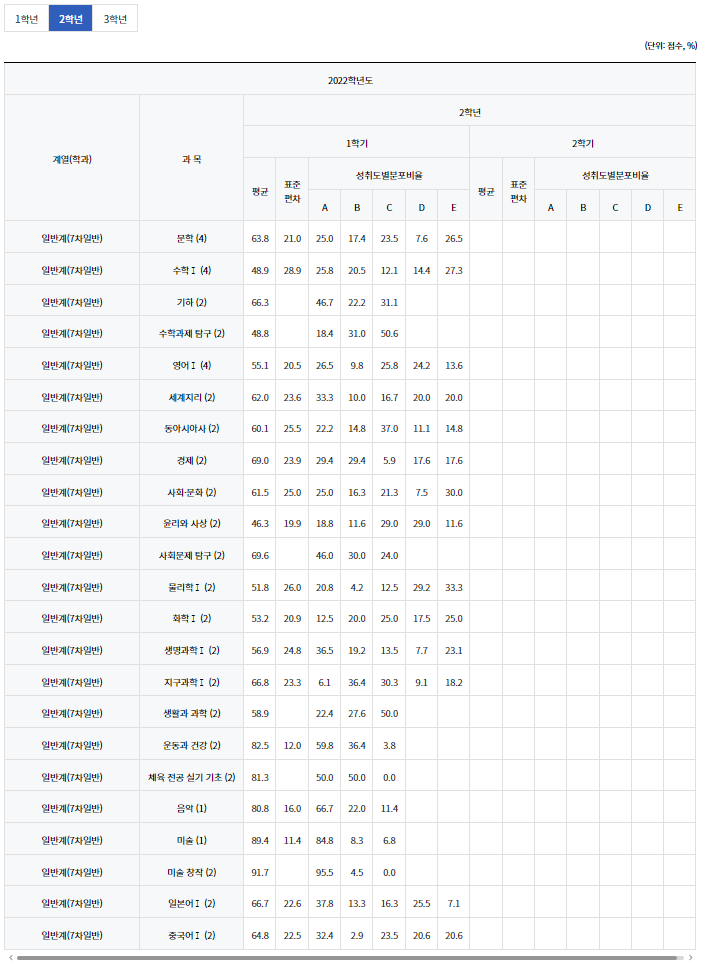 1학년 2학년 3학년
(단위: 점수, %)
2022학년도
계열(학과) 과 목 2학년
1학기 2학기
평균 표준편차 성취도별분포비율 평균 표준편차 성취도별분포비율
A B C D E A B C D E
일반계(7차일반) 문학 (4) 63.8 21.0 25.0 17.4 23.5 7.6 26.5
일반계(7차일반) 수학Ⅰ (4) 48.9 28.9 25.8 20.5 12.1 14.4 27.3
일반계(7차일반) 기하 (2) 66.3 46.7 22.2 31.1
일반계(7차일반) 수학과제 탐구 (2) 48.8 18.4 31.0 50.6
일반계(7차일반) 영어Ⅰ (4) 55.1 20.5 26.5 9.8 25.8 24.2 13.6
일반계(7차일반) 세계지리 (2) 62.0 23.6 33.3 10.0 16.7 20.0 20.0
일반계(7차일반) 동아시아사 (2) 60.1 25.5 22.2 14.8 37.0 11.1 14.8
일반계(7차일반) 경제 (2) 69.0 23.9 29.4 29.4 5.9 17.6 17.6
일반계(7차일반) 사회·문화 (2) 61.5 25.0 25.0 16.3 21.3 7.5 30.0
일반계(7차일반) 윤리와 사상 (2) 46.3 19.9 18.8 11.6 29.0 29.0 11.6
일반계(7차일반) 사회문제 탐구 (2) 69.6 46.0 30.0 24.0
일반계(7차일반) 물리학Ⅰ (2) 51.8 26.0 20.8 4.2 12.5 29.2 33.3
일반계(7차일반) 화학Ⅰ (2) 53.2 20.9 12.5 20.0 25.0 17.5 25.0
일반계(7차일반) 생명과학Ⅰ (2) 56.9 24.8 36.5 19.2 13.5 7.7 23.1
일반계(7차일반) 지구과학Ⅰ (2) 66.8 23.3 6.1 36.4 30.3 9.1 18.2
일반계(7차일반) 생활과 과학 (2) 58.9 22.4 27.6 50.0
일반계(7차일반) 운동과 건강 (2) 82.5 12.0 59.8 36.4 3.8
일반계(7차일반) 체육 전공 실기 기초 (2) 81.3 50.0 50.0 0.0
일반계(7차일반) 음악 (1) 80.8 16.0 66.7 22.0 11.4
일반계(7차일반) 미술 (1) 89.4 11.4 84.8 8.3 6.8
일반계(7차일반) 미술 창작 (2) 91.7 95.5 4.5 0.0
일반계(7차일반) 일본어Ⅰ (2) 66.7 22.6 37.8 13.3 16.3 25.5 7.1
일반계(7차일반) 중국어Ⅰ (2) 64.8 22.5 32.4 2.9 23.5 20.6 20.6